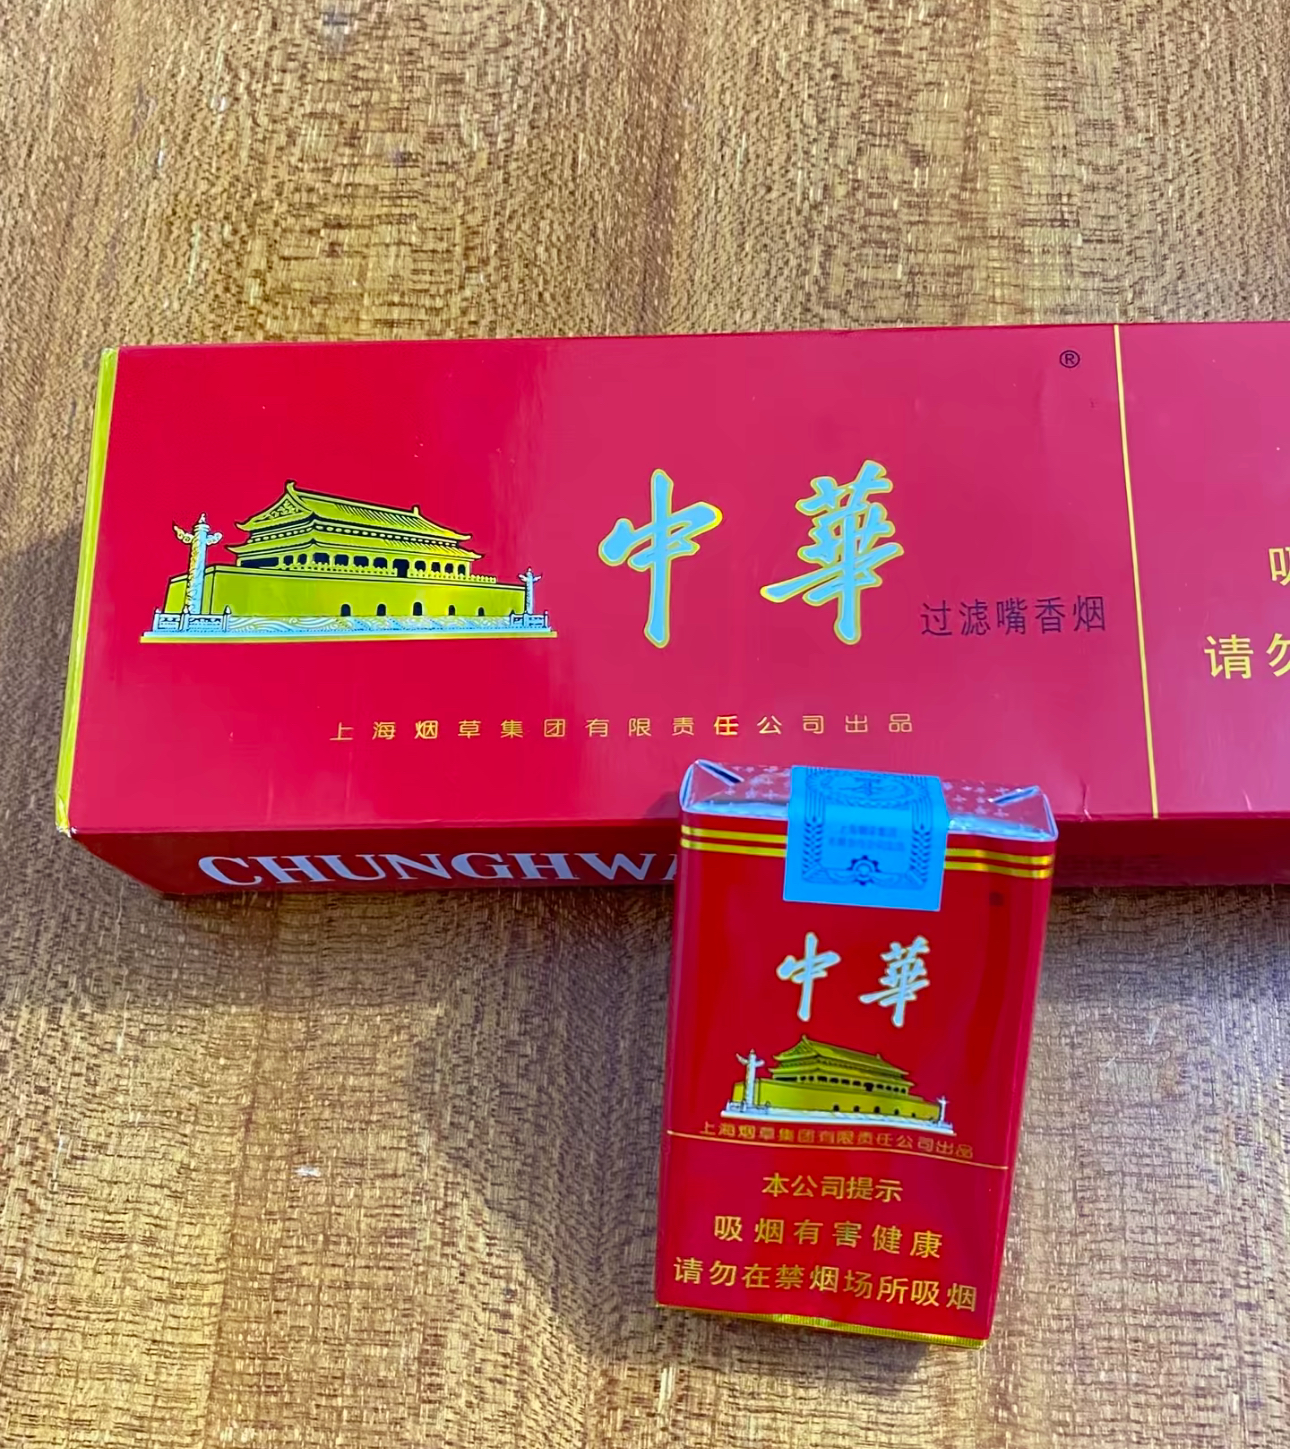 ®
中華
过滤嘴香烟
上海烟草集团有限责任公司出品
请勿
CHUNGHWA
中華
上海烟草集团有限责任公司出品
本公司提示
吸烟有害健康
请勿在禁烟场所吸烟